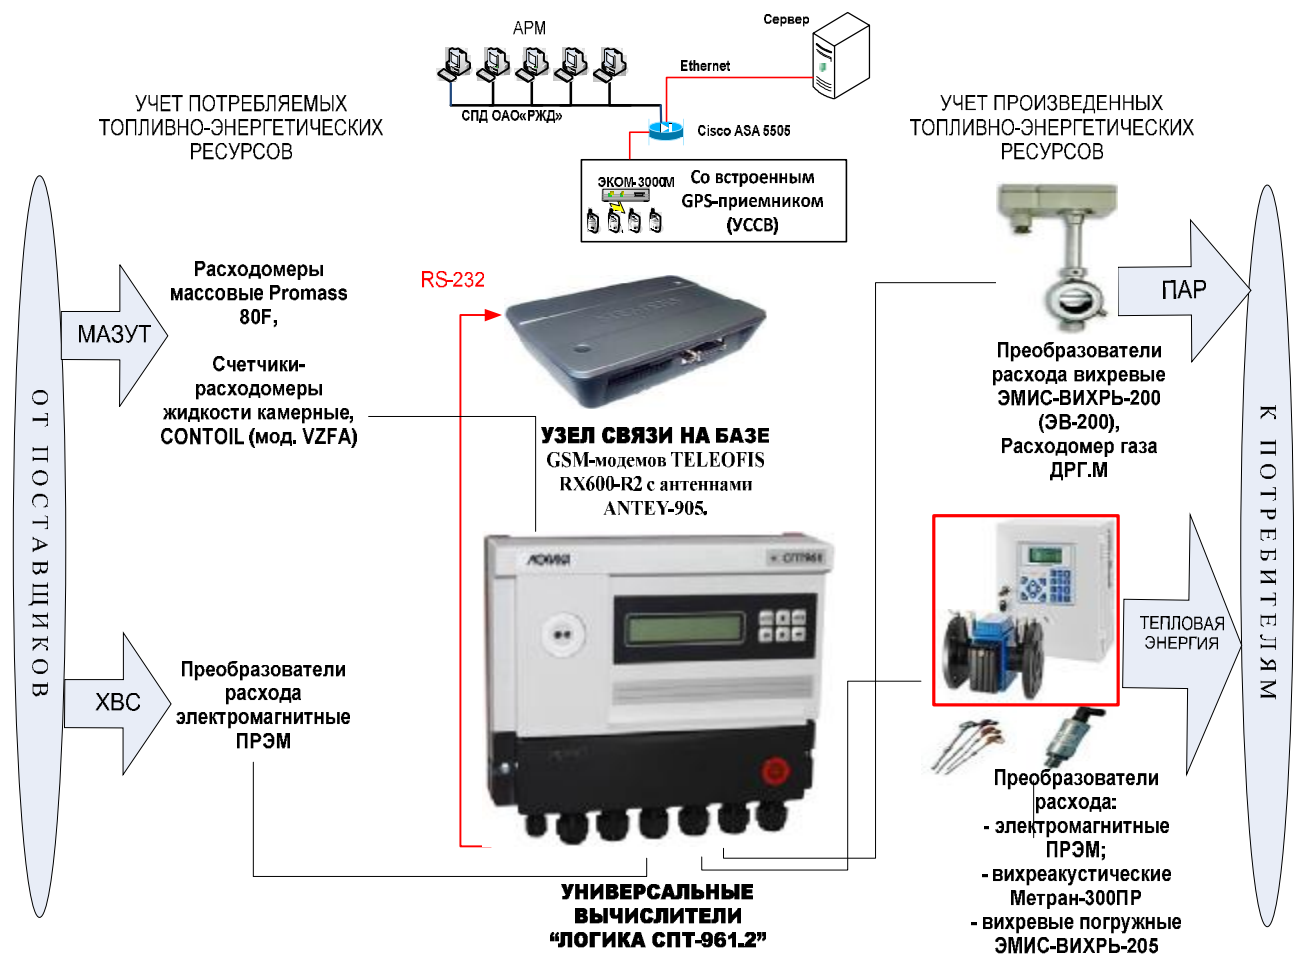 АРМ
Сервер
Ethernet
СПД ОАО«РЖД»
Cisco ASA 5505
ЭКОМ-3000М
Со встроенным
GPS-приемником
(УССВ)
УЧЕТ ПОТРЕБЛЯЕМЫХ
ТОПЛИВНО-ЭНЕРГЕТИЧЕСКИХ
РЕСУРСОВ
УЧЕТ ПРОИЗВЕДЕННЫХ
ТОПЛИВНО-ЭНЕРГЕТИЧЕСКИХ
РЕСУРСОВ
ОТ ПОСТАВЩИКОВ
МАЗУТ
Расходомеры
массовые Promass
80F,
Счетчики-
расходомеры
жидкости камерные,
CONTOIL (мод. VZFA)
ХВС
Преобразователи
расхода
электромагнитные
ПРЭМ
RS-232
УЗЕЛ СВЯЗИ НА БАЗЕ
GSM-модемов TELEOFIS
RX600-R2 с антеннами
ANTEY-905.
ЛОГИКА
СПТ961
УНИВЕРСАЛЬНЫЕ
ВЫЧИСЛИТЕЛИ
“ЛОГИКА СПТ-961.2”
ПАР
Преобразователи
расхода вихревые
ЭМИС-ВИХРЬ-200
(ЭВ-200),
Расходомер газа
ДРГ.М
ТЕПЛОВАЯ
ЭНЕРГИЯ
Преобразователи
расхода:
- электромагнитные
ПРЭМ;
- вихреакустические
Метран-300ПР
- вихревые погружные
ЭМИС-ВИХРЬ-205
К ПОТРЕБИТЕЛЯМ